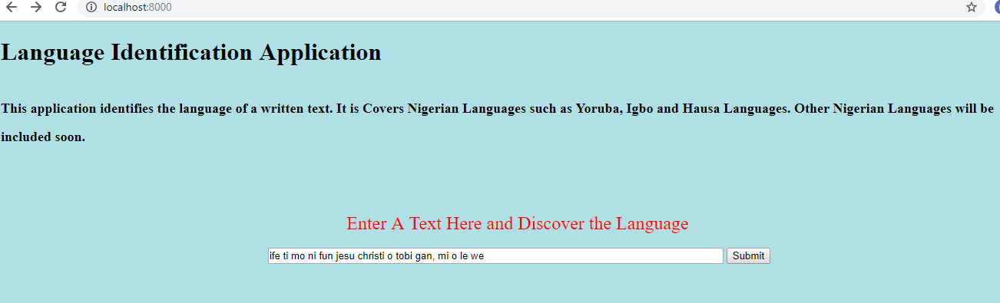 localhost:8000
Language Identification Application
This application identifies the language of a written text. It is Covers Nigerian Languages such as Yoruba, Igbo and Hausa Languages. Other Nigerian Languages will be
included soon.
Enter A Text Here and Discover the Language
ife ti mo ni fun jesu christi o tobi gan, mi o le we Submit